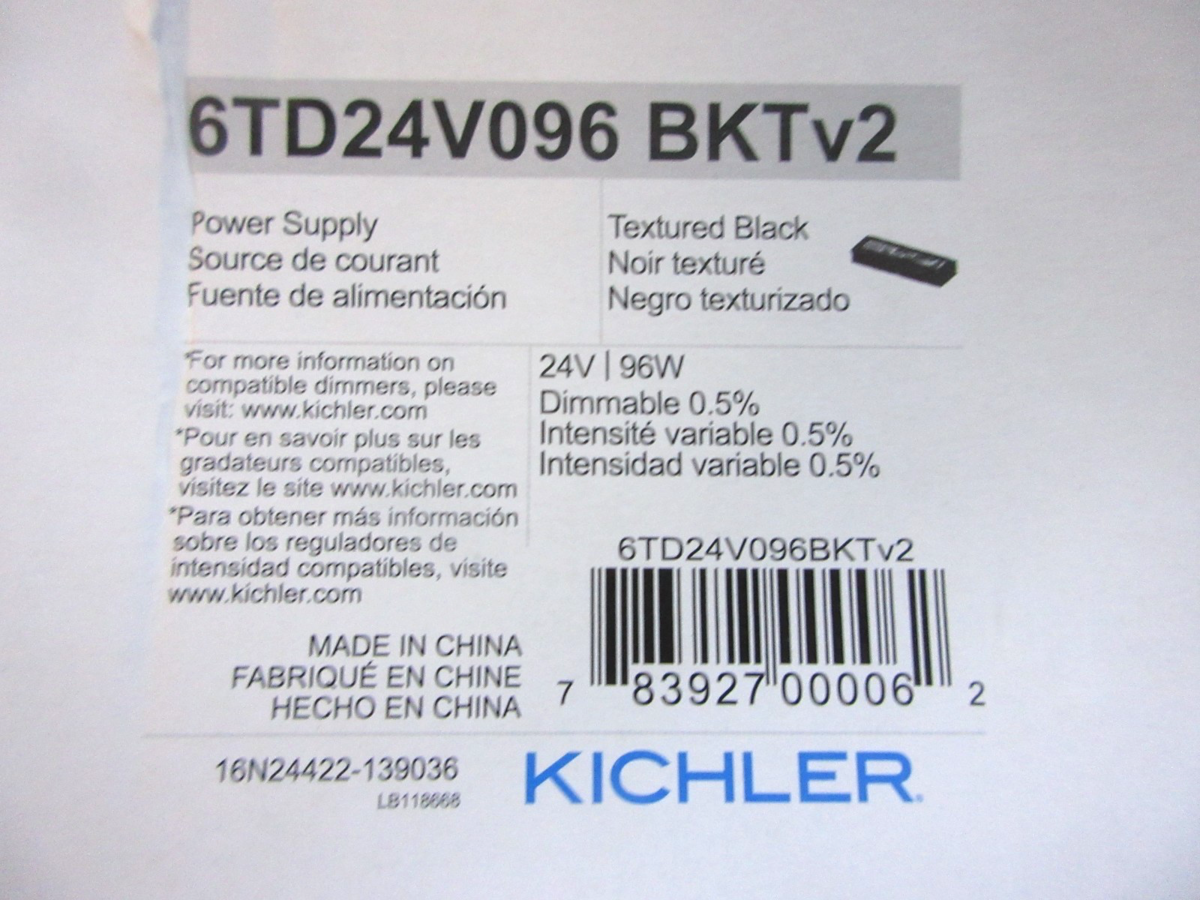 6TD24V096 BKTv2
Power Supply
Source de courant
Fuente de alimentación
Textured Black
Noir texturé
Negro texturizado
*For more information on
compatible dimmers, please
visit: www.kichler.com
*Pour en savoir plus sur les
gradateurs compatibles,
visitez le site www.kichler.com
*Para obtener más información
sobre los reguladores de
intensidad compatibles, visite
www.kichler.com
24V | 96W
Dimmable 0.5%
Intensité variable 0.5%
Intensidad variable 0.5%
6TD24V096BKTv2
7 83927 00006 2
MADE IN CHINA
FABRIQUÉ EN CHINE
HECHO EN CHINA
16N24422-139036
LB118668
KICHLER.